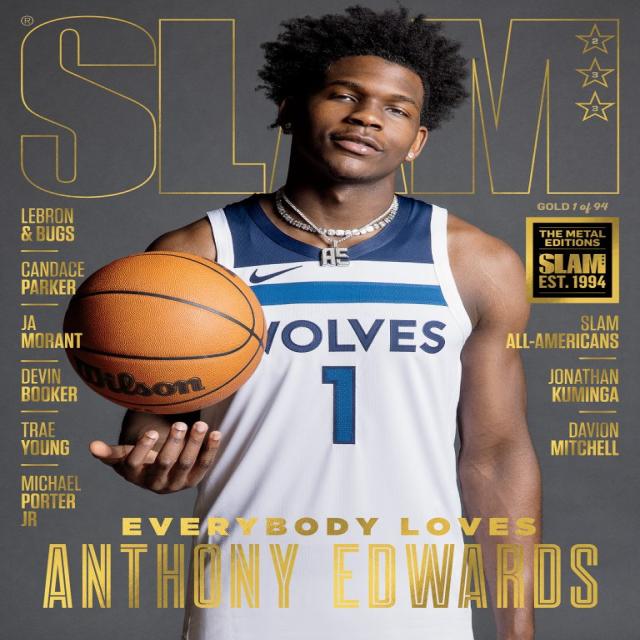 ®
SLAM
2
3
3
GOLD 1 of 94
THE METAL
EDITIONS
SLAM
EST. 1994
LEBRON
& BUGS
CANDACE
PARKER
JA
MORANT
DEVIN
BOOKER
TRAE
YOUNG
MICHAEL
PORTER
JR
SLAM
ALL-AMERICANS
JONATHAN
KUMINGA
DAVION
MITCHELL
AE
5
Wilson
WOLVES
1
EVERYBODY LOVES
ANTHONY EDWARDS